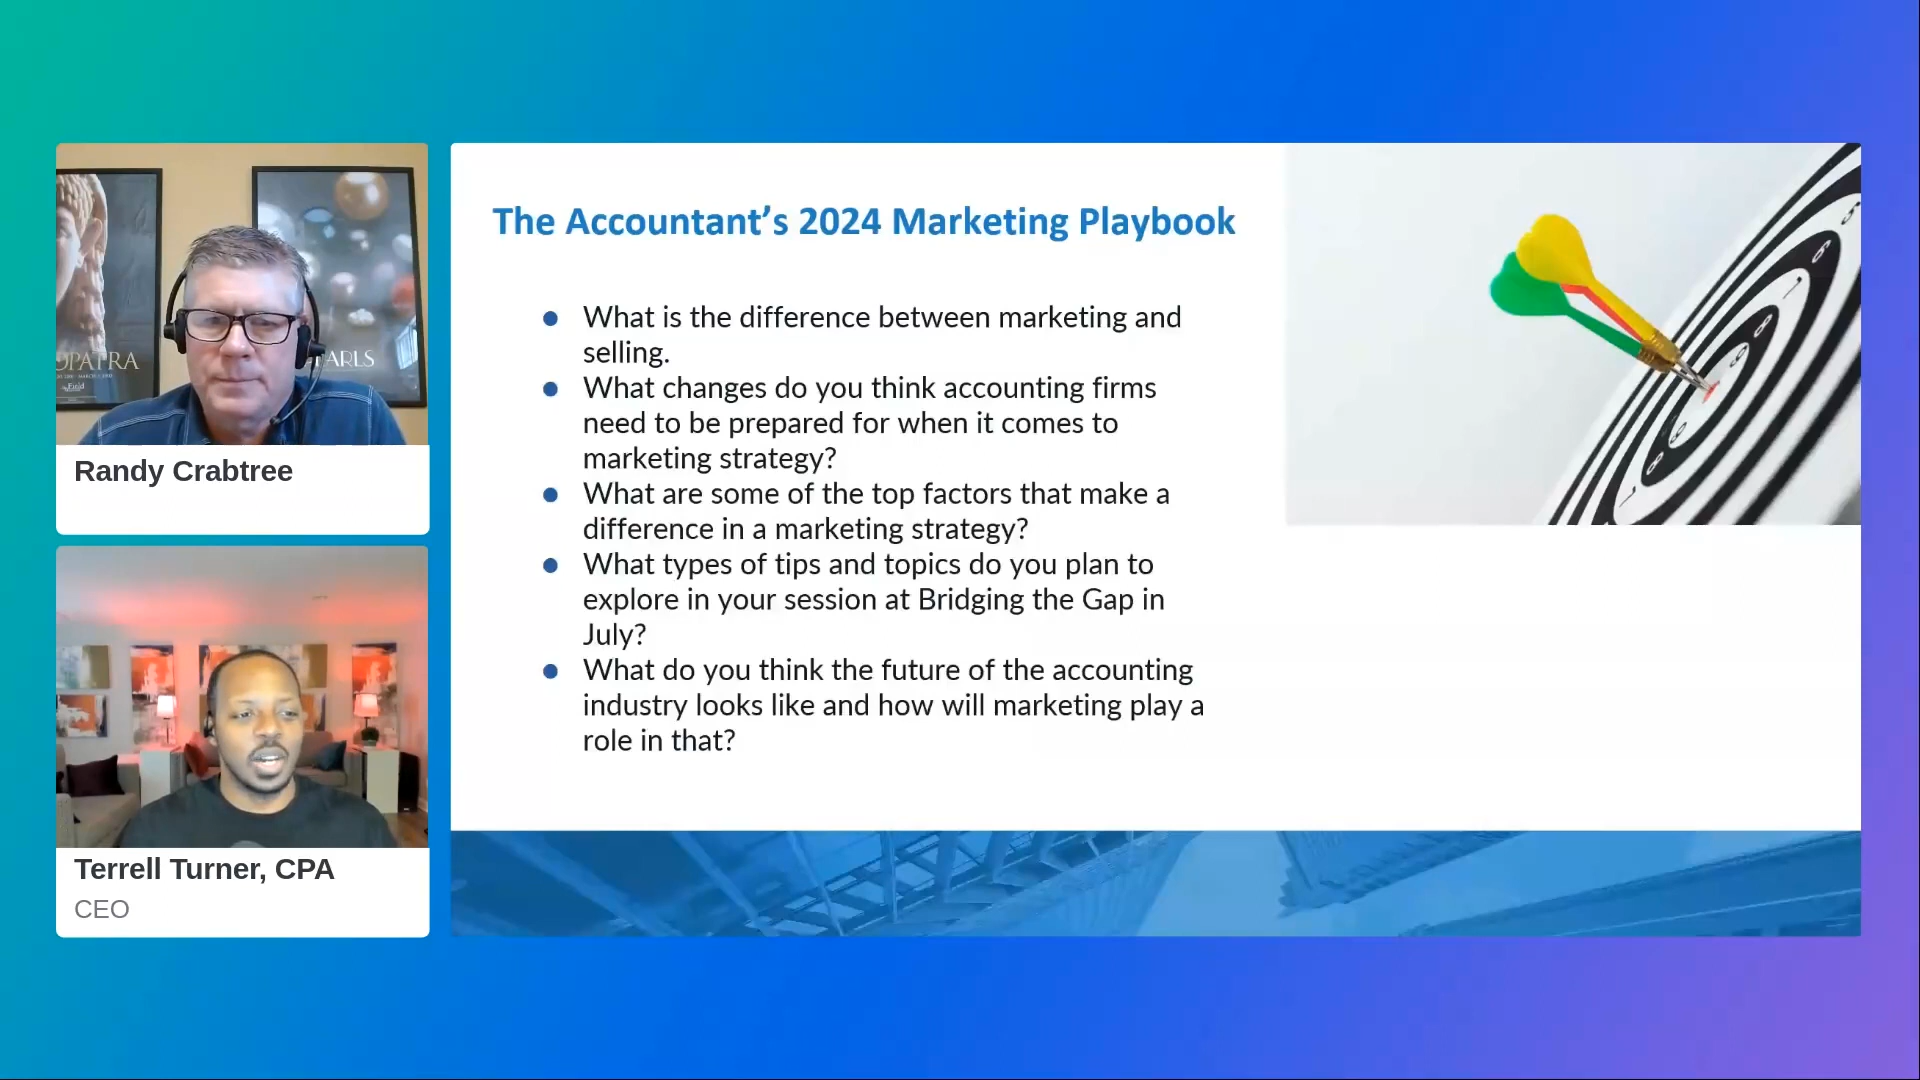 The Accountant’s 2024 Marketing Playbook
● What is the difference between marketing and
selling.
● What changes do you think accounting firms
need to be prepared for when it comes to
marketing strategy?
● What are some of the top factors that make a
difference in a marketing strategy?
● What types of tips and topics do you plan to
explore in your session at Bridging the Gap in
July?
● What do you think the future of the accounting
industry looks like and how will marketing play a
role in that?
OPATRA
Field
ARLS
Randy Crabtree
Terrell Turner, CPA
CEO